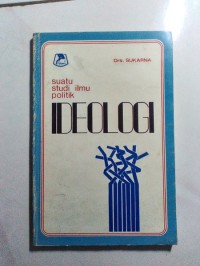 Drs. SUKARNA
suatu
studi ilmu
politik
IDEOLOGI